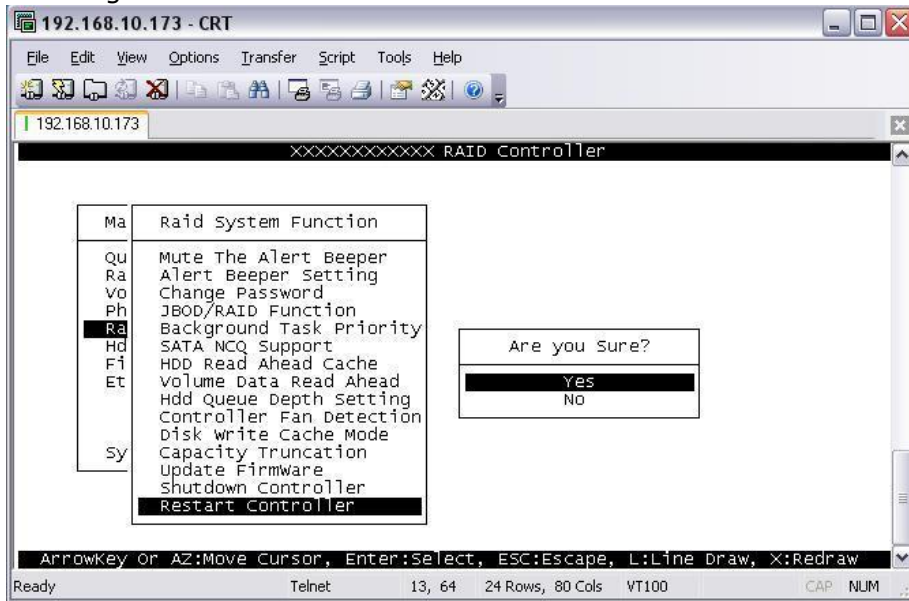 192.168.10.173 - CRT
File Edit View Options Transfer Script Tools Help
192.168.10.173
XXXXXXXXXXXX RAID Controller
Ma
Raid System Function
Qu
Mute The Alert Beeper
Ra
Alert Beeper Setting
Vo
Change Password
Ph
JBOD/RAID Function
Ra
Background Task Priority
Hd
SATA NCQ Support
Fi
HDD Read Ahead Cache
Et
Volume Data Read Ahead
Hdd Queue Depth Setting
Controller Fan Detection
Disk Write Cache Mode
Sy
Capacity Truncation
Update FirmWare
Shutdown Controller
Restart Controller
Are you Sure?
Yes
No
ArrowKey Or AZ:Move Cursor, Enter:Select, ESC:Escape, L:Line Draw, X:Redraw
Ready Telnet 13, 64 24 Rows, 80 Cols VT100 CAP NUM